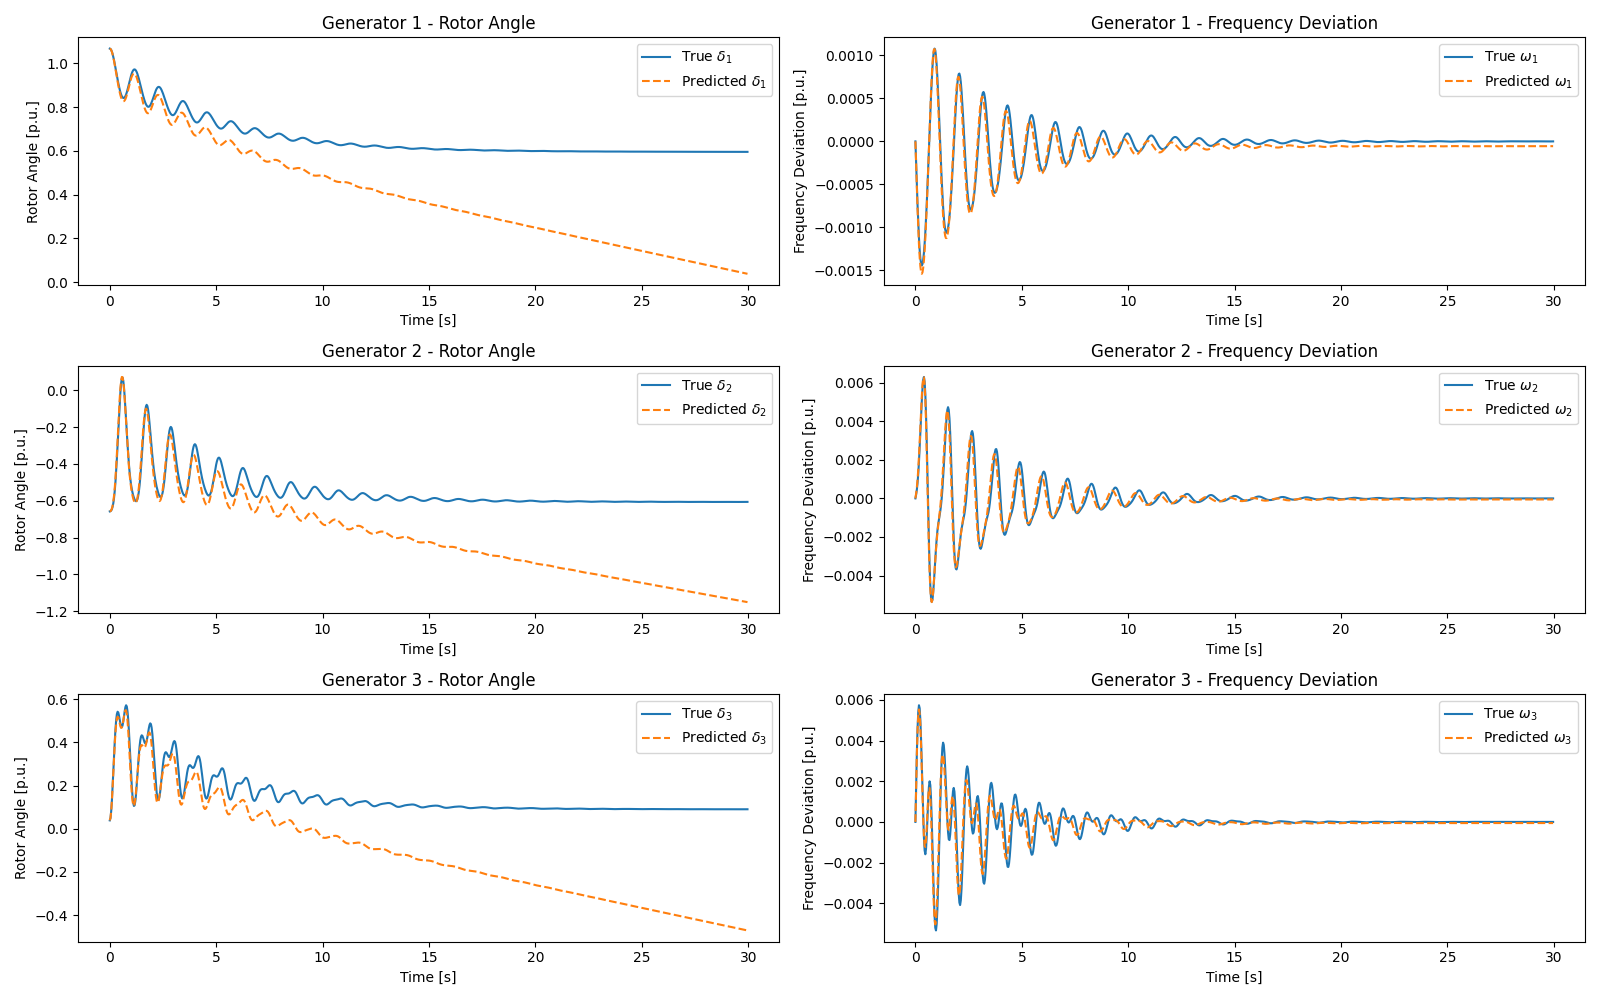 Generator 1 - Rotor Angle
Rotor Angle [p.u.]
1.0
0.8
0.6
0.4
0.2
0.0
True δ₁
Predicted δ₁
0 5 10 15 20 25 30
Time [s]
Generator 1 - Frequency Deviation
Frequency Deviation [p.u.]
0.0010
0.0005
0.0000
−0.0005
−0.0010
−0.0015
True ω₁
Predicted ω₁
0 5 10 15 20 25 30
Time [s]
Generator 2 - Rotor Angle
Rotor Angle [p.u.]
0.0
−0.2
−0.4
−0.6
−0.8
−1.0
−1.2
True δ₂
Predicted δ₂
0 5 10 15 20 25 30
Time [s]
Generator 2 - Frequency Deviation
Frequency Deviation [p.u.]
0.006
0.004
0.002
0.000
−0.002
−0.004
True ω₂
Predicted ω₂
0 5 10 15 20 25 30
Time [s]
Generator 3 - Rotor Angle
Rotor Angle [p.u.]
0.6
0.4
0.2
0.0
−0.2
−0.4
True δ₃
Predicted δ₃
0 5 10 15 20 25 30
Time [s]
Generator 3 - Frequency Deviation
Frequency Deviation [p.u.]
0.006
0.004
0.002
0.000
−0.002
−0.004
True ω₃
Predicted ω₃
0 5 10 15 20 25 30
Time [s]